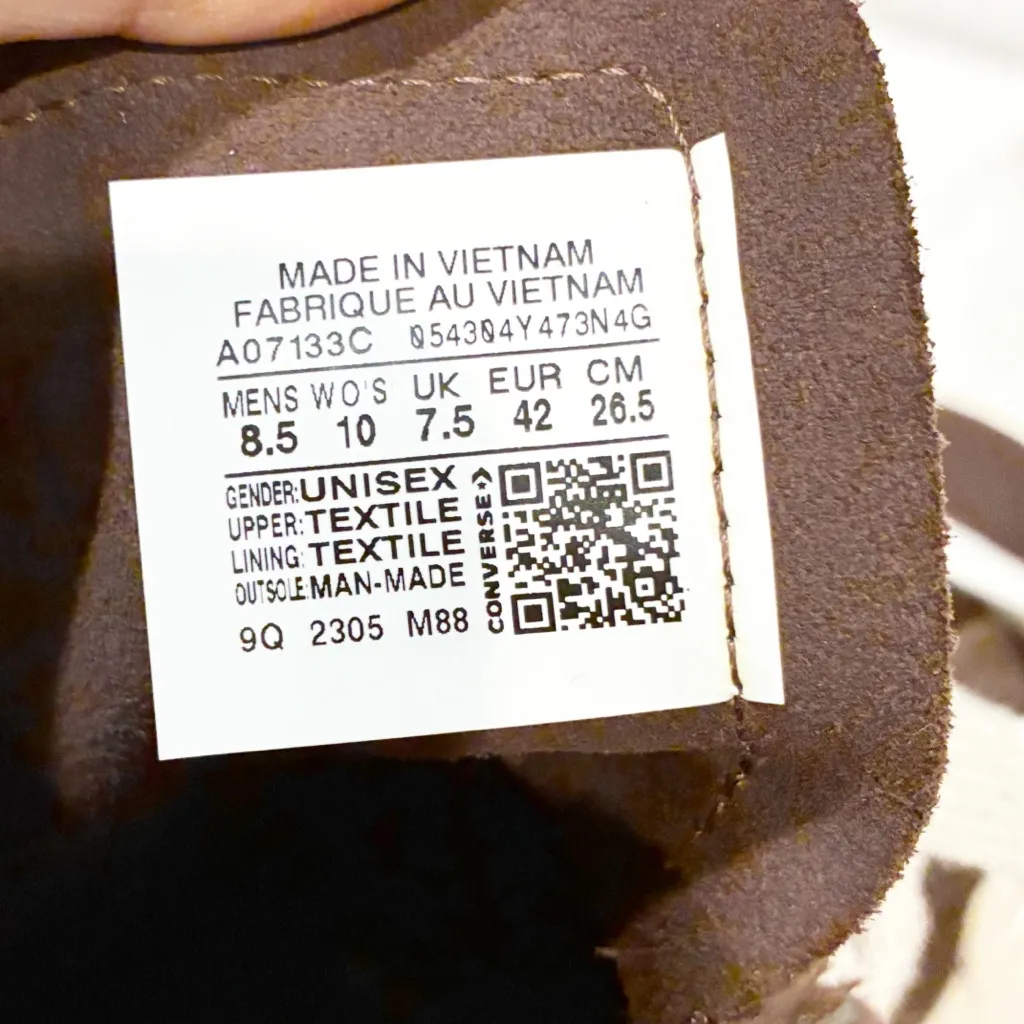 MADE IN VIETNAM
FABRIQUE AU VIETNAM
A07133C 054304Y473N4G
MENS WO'S UK EUR CM
8.5 10 7.5 42 26.5
GENDER:UNISEX
UPPER:TEXTILE
LINING:TEXTILE
OUTSOLE:MAN-MADE
9Q 2305 M88
CONVERSE